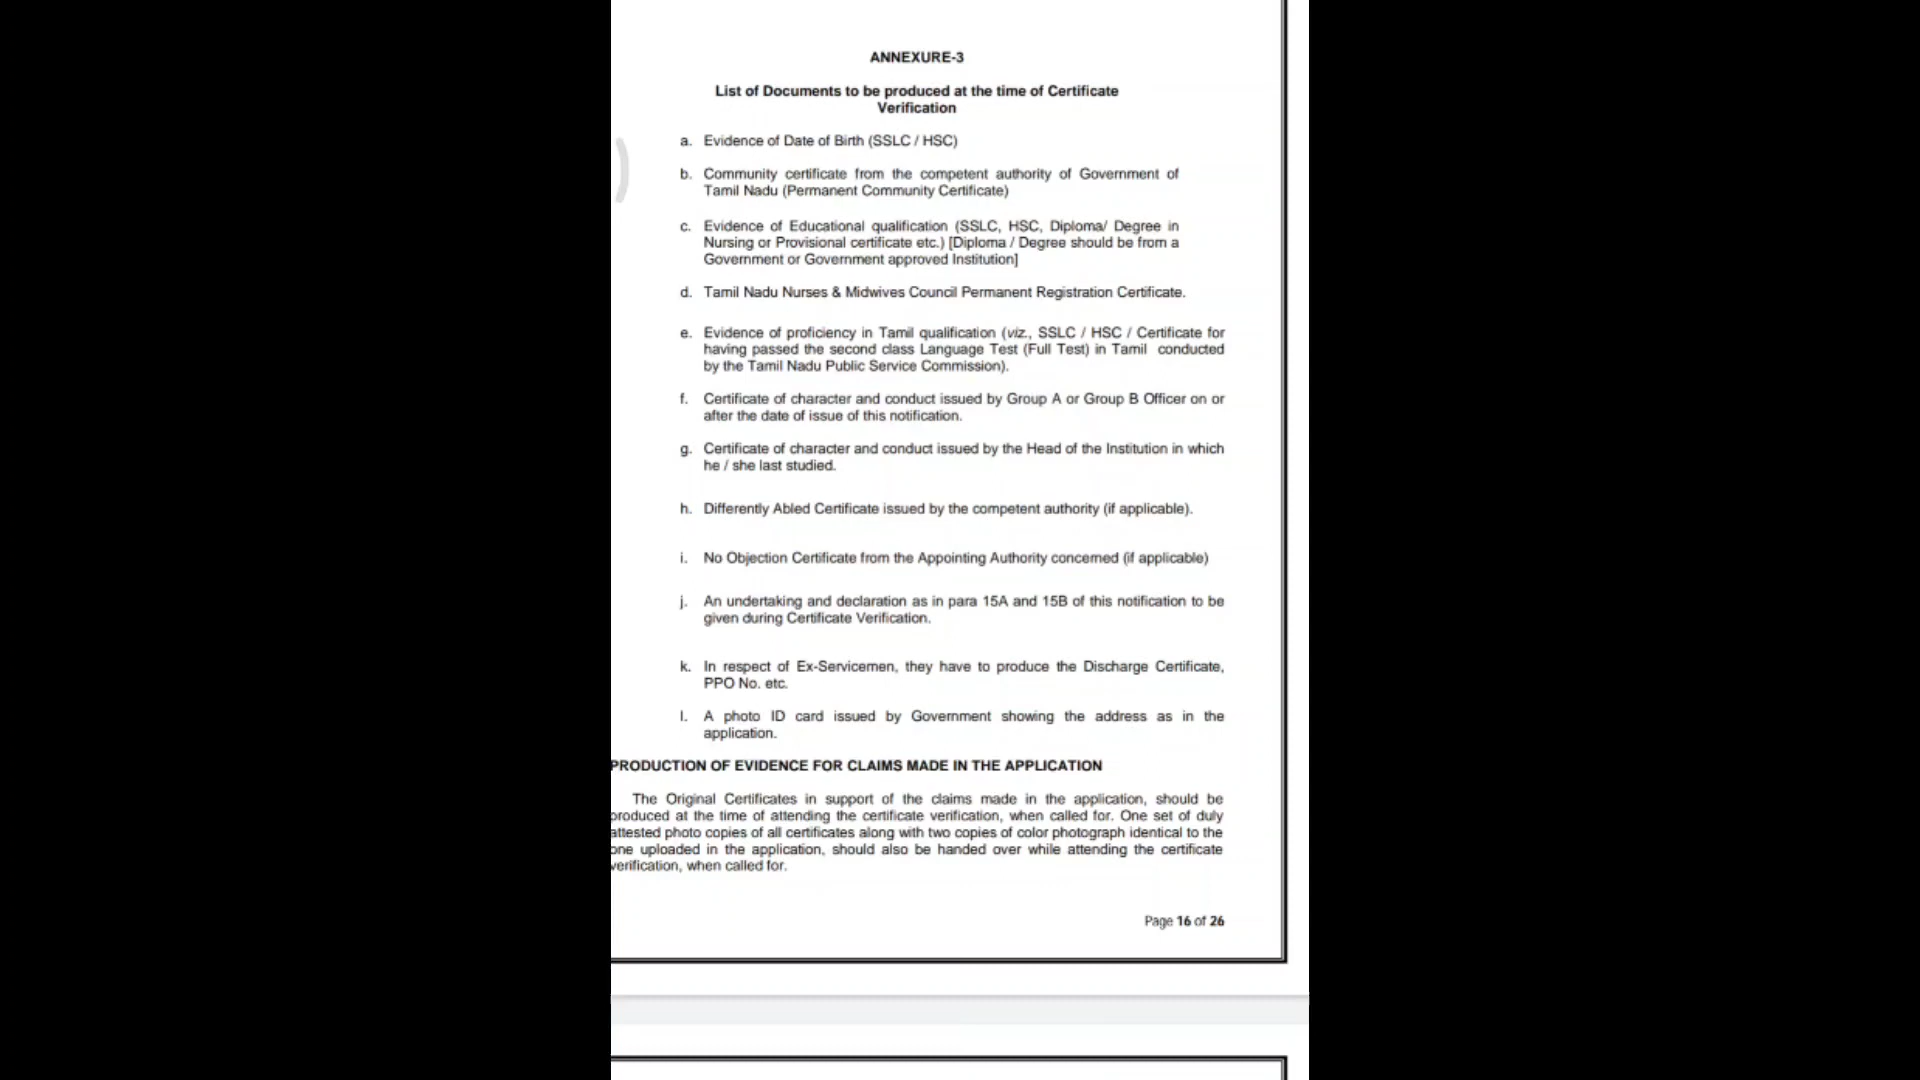 ANNEXURE-3
List of Documents to be produced at the time of Certificate
Verification
a. Evidence of Date of Birth (SSLC / HSC)
b. Community certificate from the competent authority of Government of
Tamil Nadu (Permanent Community Certificate)
c. Evidence of Educational qualification (SSLC, HSC, Diploma/ Degree in
Nursing or Provisional certificate etc.) [Diploma / Degree should be from a
Government or Government approved Institution]
d. Tamil Nadu Nurses & Midwives Council Permanent Registration Certificate.
e. Evidence of proficiency in Tamil qualification (viz., SSLC / HSC / Certificate for
having passed the second class Language Test (Full Test) in Tamil conducted
by the Tamil Nadu Public Service Commission).
f. Certificate of character and conduct issued by Group A or Group B Officer on or
after the date of issue of this notification.
g. Certificate of character and conduct issued by the Head of the Institution in which
he / she last studied.
h. Differently Abled Certificate issued by the competent authority (if applicable).
i. No Objection Certificate from the Appointing Authority concerned (if applicable)
j. An undertaking and declaration as in para 15A and 15B of this notification to be
given during Certificate Verification.
k. In respect of Ex-Servicemen, they have to produce the Discharge Certificate,
PPO No. etc.
l. A photo ID card issued by Government showing the address as in the
application.
PRODUCTION OF EVIDENCE FOR CLAIMS MADE IN THE APPLICATION
The Original Certificates in support of the claims made in the application, should be
produced at the time of attending the certificate verification, when called for. One set of duly
attested photo copies of all certificates along with two copies of color photograph identical to the
one uploaded in the application, should also be handed over while attending the certificate
verification, when called for.
Page 16 of 26